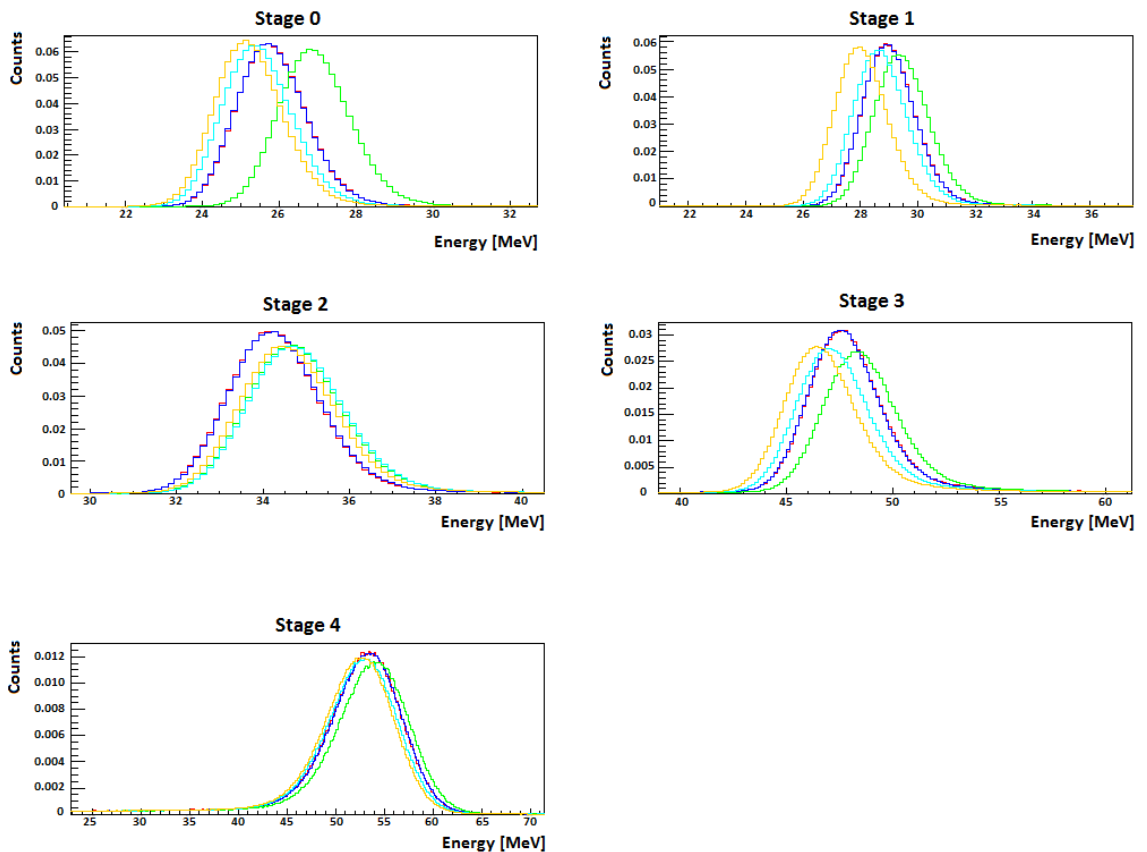 Stage 0
Counts
0.06
0.05
0.04
0.03
0.02
0.01
0
22 24 26 28 30 32
Energy [MeV]
Stage 1
Counts
0.06
0.05
0.04
0.03
0.02
0.01
0
22 24 26 28 30 32 34 36
Energy [MeV]
Stage 2
Counts
0.05
0.04
0.03
0.02
0.01
0
30 32 34 36 38 40
Energy [MeV]
Stage 3
Counts
0.03
0.025
0.02
0.015
0.01
0.005
0
40 45 50 55 60
Energy [MeV]
Stage 4
Counts
0.012
0.01
0.008
0.006
0.004
0.002
0
25 30 35 40 45 50 55 60 65 70
Energy [MeV]